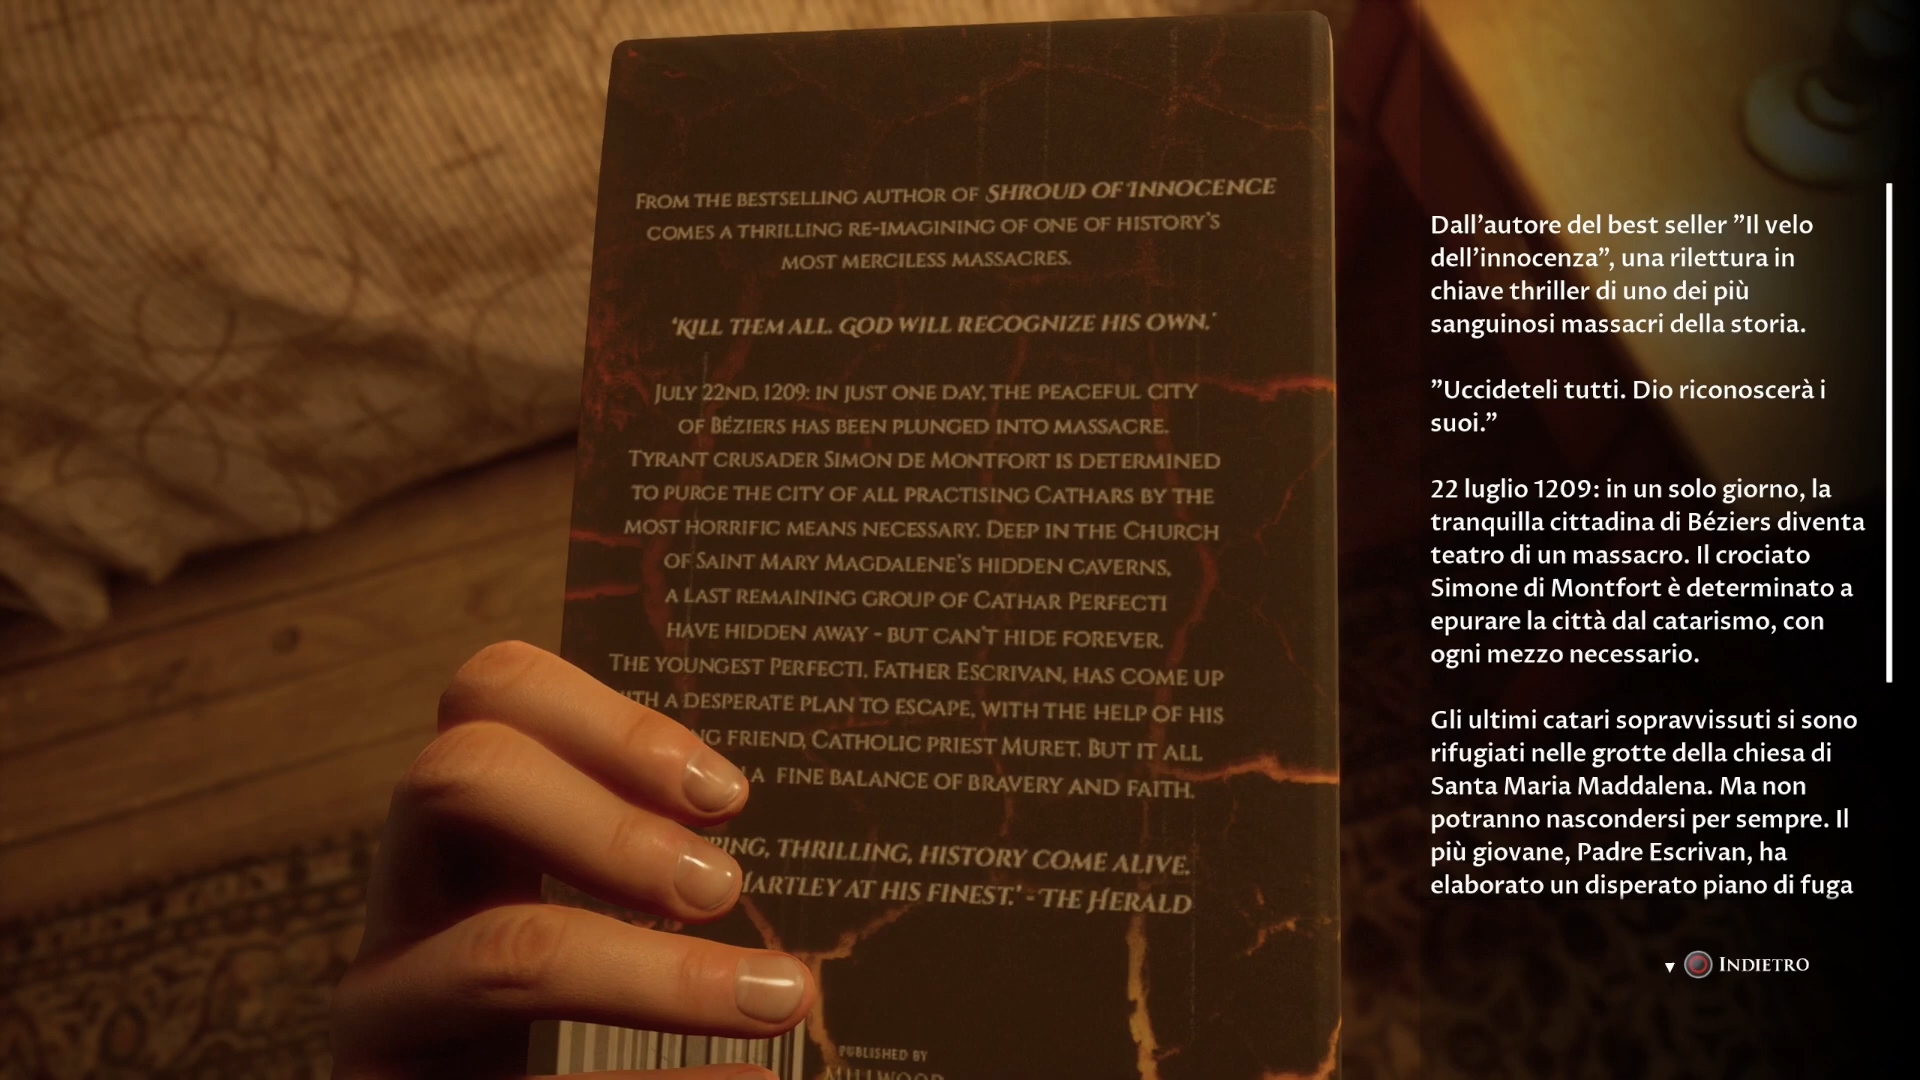 FROM THE BESTSELLING AUTHOR OF SHROUD OF INNOCENCE
COMES A THRILLING RE-IMAGINING OF ONE OF HISTORY'S
MOST MERCILESS MASSACRES.
'KILL THEM ALL. GOD WILL RECOGNIZE HIS OWN.'
JULY 22ND, 1209: IN JUST ONE DAY, THE PEACEFUL CITY
OF BÉZIERS HAS BEEN PLUNGED INTO MASSACRE.
TYRANT CRUSADER SIMON DE MONTFORT IS DETERMINED
TO PURGE THE CITY OF ALL PRACTISING CATHARS BY THE
MOST HORRIFIC MEANS NECESSARY. DEEP IN THE CHURCH
OF SAINT MARY MAGDALENE'S HIDDEN CAVERNS,
A LAST REMAINING GROUP OF CATHAR PERFECTI
HAVE HIDDEN AWAY - BUT CAN'T HIDE FOREVER.
THE YOUNGEST PERFECTI, FATHER ESCRIVAN, HAS COME UP
A DESPERATE PLAN TO ESCAPE, WITH THE HELP OF HIS
FRIEND, CATHOLIC PRIEST MURET. BUT IT ALL
A FINE BALANCE OF BRAVERY AND FAITH.
THRILLING, HISTORY COME ALIVE.
HARTLEY AT HIS FINEST.' - THE HERALD
PUBLISHED BY
MILLWOOD
Dall'autore del best seller "Il velo
dell'innocenza", una rilettura in
chiave thriller di uno dei più
sanguinosi massacri della storia.
"Uccideteli tutti. Dio riconoscerà i
suoi."
22 luglio 1209: in un solo giorno, la
tranquilla cittadina di Béziers diventa
teatro di un massacro. Il crociato
Simone di Montfort è determinato a
epurare la città dal catarismo, con
ogni mezzo necessario.
Gli ultimi catari sopravvissuti si sono
rifugiati nelle grotte della chiesa di
Santa Maria Maddalena. Ma non
potranno nascondersi per sempre. Il
più giovane, Padre Escrivan, ha
elaborato un disperato piano di fuga
INDIETRO